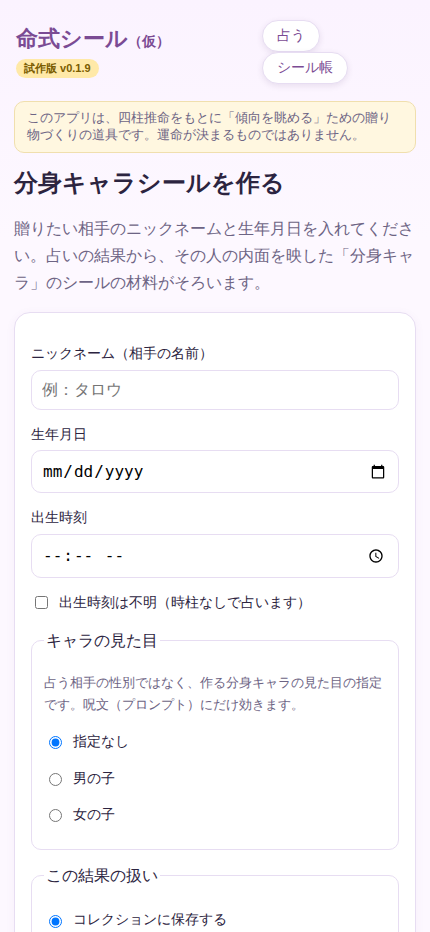 命式シール（仮）
試作版 v0.1.9
占う
シール帳
このアプリは、四柱推命をもとに「傾向を眺める」ための贈り
物づくりの道具です。運命が決まるものではありません。
分身キャラシールを作る
贈りたい相手のニックネームと生年月日を入れてくださ
い。占いの結果から、その人の内面を映した「分身キャ
ラ」のシールの材料がそろいます。
ニックネーム（相手の名前）
例：タロウ
生年月日
mm/dd/yyyy
出生時刻
--:-- --
出生時刻は不明（時柱なしで占います）
キャラの見た目
占う相手の性別ではなく、作る分身キャラの見た目の指定
です。呪文（プロンプト）にだけ効きます。
指定なし
男の子
女の子
この結果の扱い
コレクションに保存する